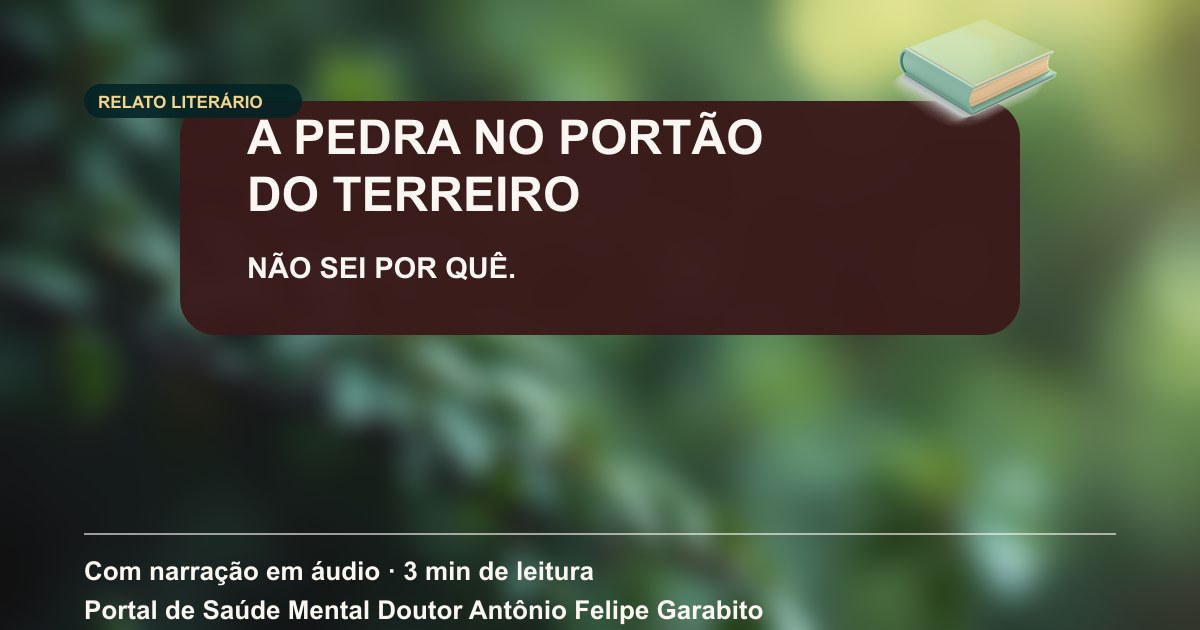 RELATO LITERÁRIO
A PEDRA NO PORTÃO
DO TERREIRO
NÃO SEI POR QUÊ.
Com narração em áudio · 3 min de leitura
Portal de Saúde Mental Doutor Antônio Felipe Garabito